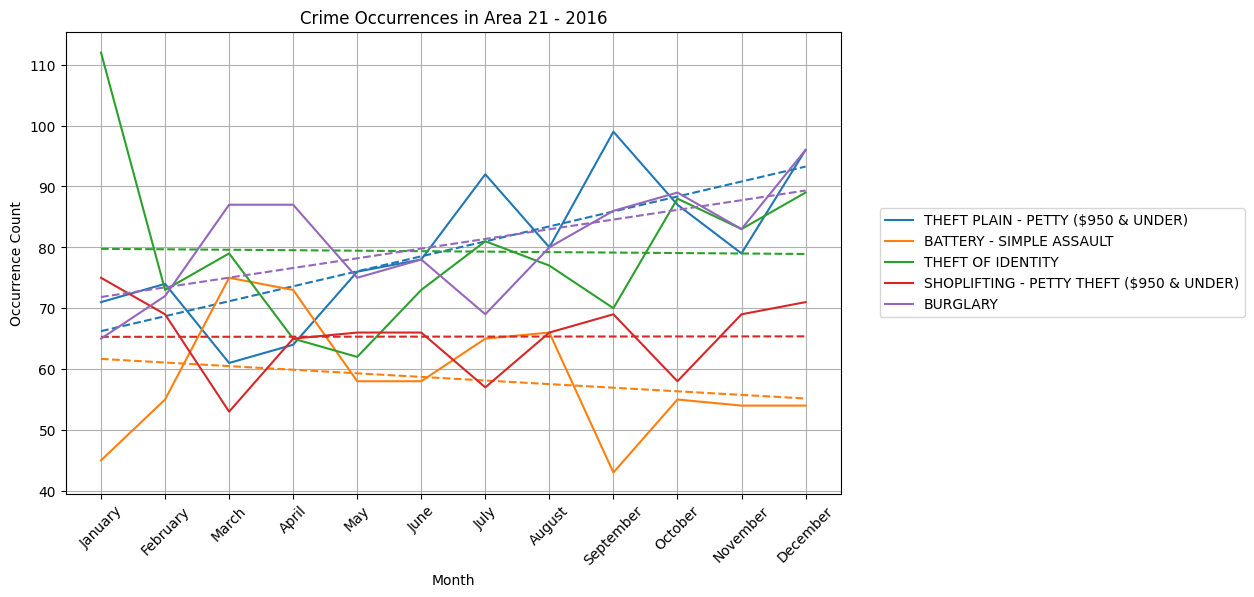 Crime Occurrences in Area 21 - 2016
Occurrence Count
110
100
90
80
70
60
50
40
January
February
March
April
May
June
July
August
September
October
November
December
Month
THEFT PLAIN - PETTY ($950 & UNDER)
BATTERY - SIMPLE ASSAULT
THEFT OF IDENTITY
SHOPLIFTING - PETTY THEFT ($950 & UNDER)
BURGLARY